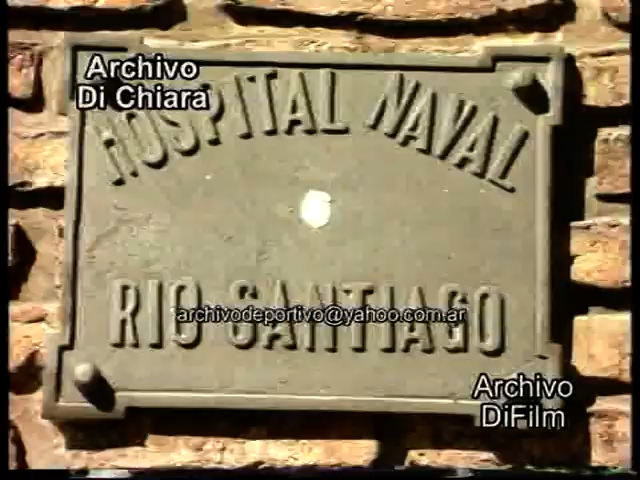 Archivo
Di Chiara
HOSPITAL NAVAL
RIO SANTIAGO
archivodeportivo@yahoo.com.ar
Archivo
DiFilm